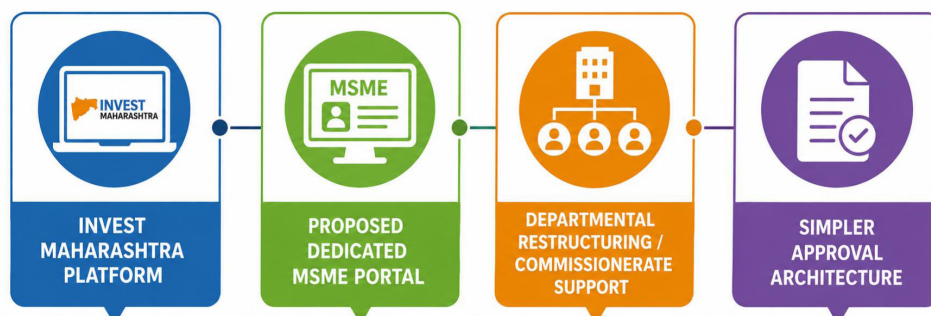 INVEST
MAHARASHTRA
MSME
INVEST
MAHARASHTRA
PLATFORM
PROPOSED
DEDICATED
MSME PORTAL
DEPARTMENTAL
RESTRUCTURING /
COMMISSIONERATE
SUPPORT
SIMPLER
APPROVAL
ARCHITECTURE